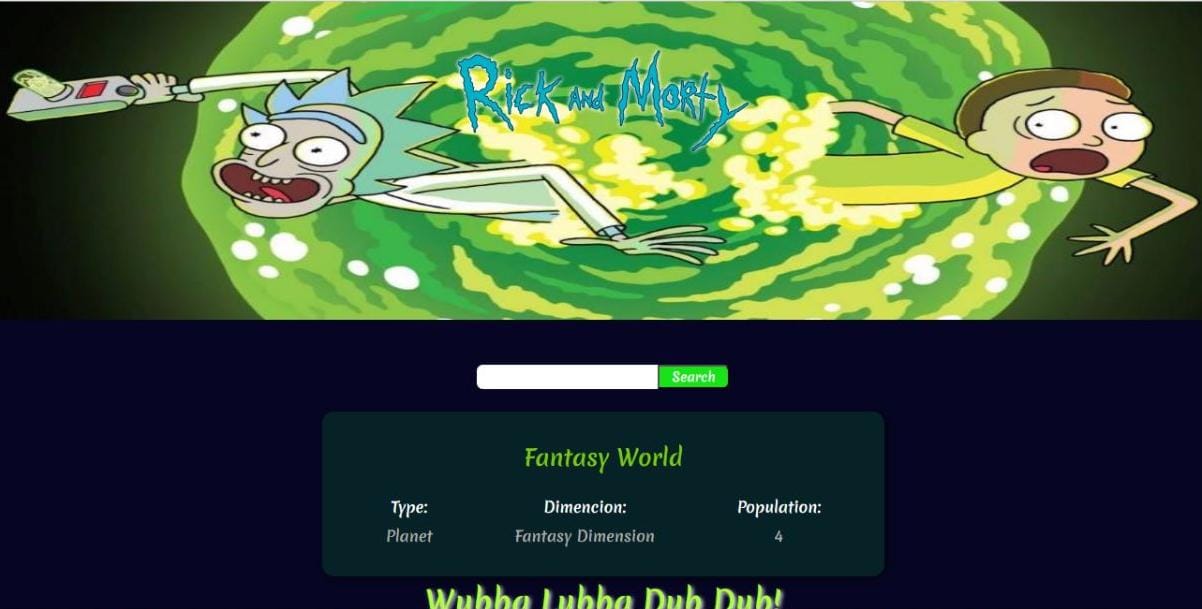 Rick and Morty
Search
Fantasy World
Type: Dimencion: Population:
Planet Fantasy Dimension 4
Wubba Lubba Dub Dub!